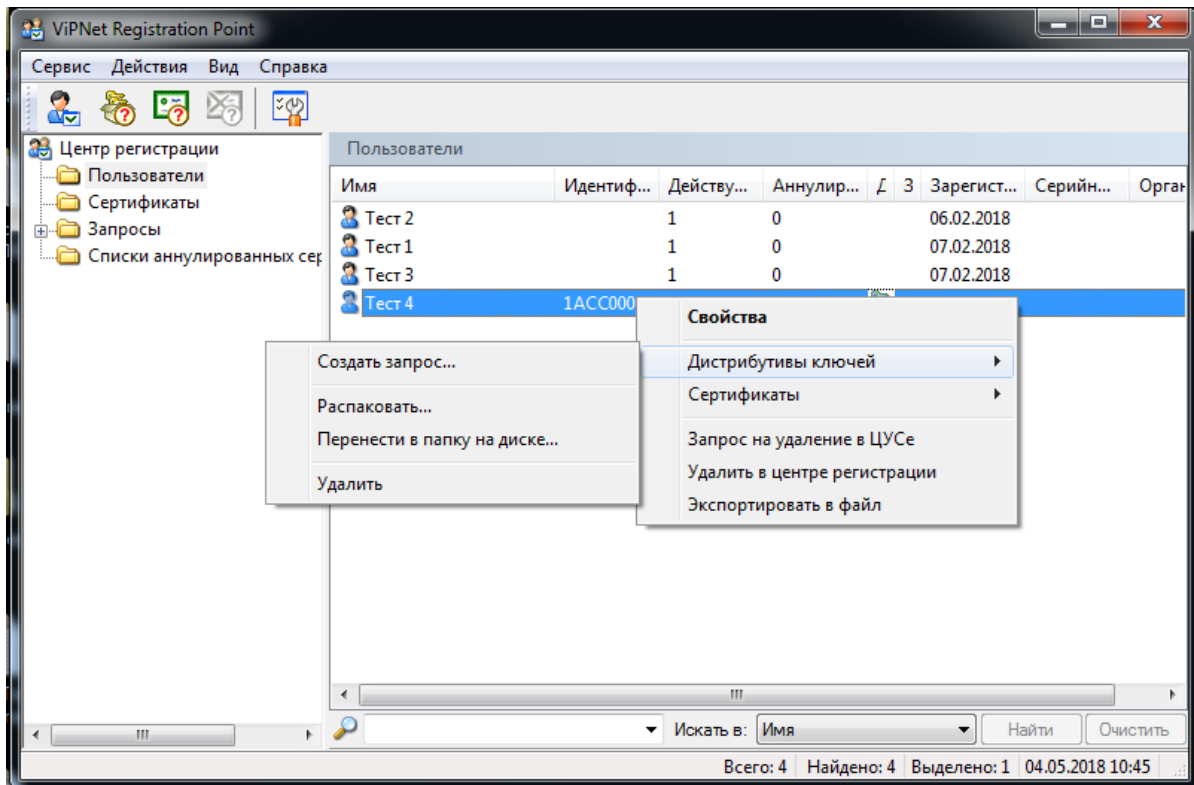 ViPNet Registration Point
Сервис Действия Вид Справка
Центр регистрации
Пользователи
Сертификаты
Запросы
Списки аннулированных сер
Пользователи
Имя Идентиф... Действу... Аннулир... Д З Зарегист... Серийн... Орган
Тест 2 1 0 06.02.2018
Тест 1 1 0 07.02.2018
Тест 3 1 0 07.02.2018
Тест 4 1ACC000
Свойства
Дистрибутивы ключей
Сертификаты
Запрос на удаление в ЦУСе
Удалить в центре регистрации
Экспортировать в файл
Создать запрос...
Распаковать...
Перенести в папку на диске...
Удалить
Искать в: Имя Найти Очистить
Всего: 4 Найдено: 4 Выделено: 1 04.05.2018 10:45